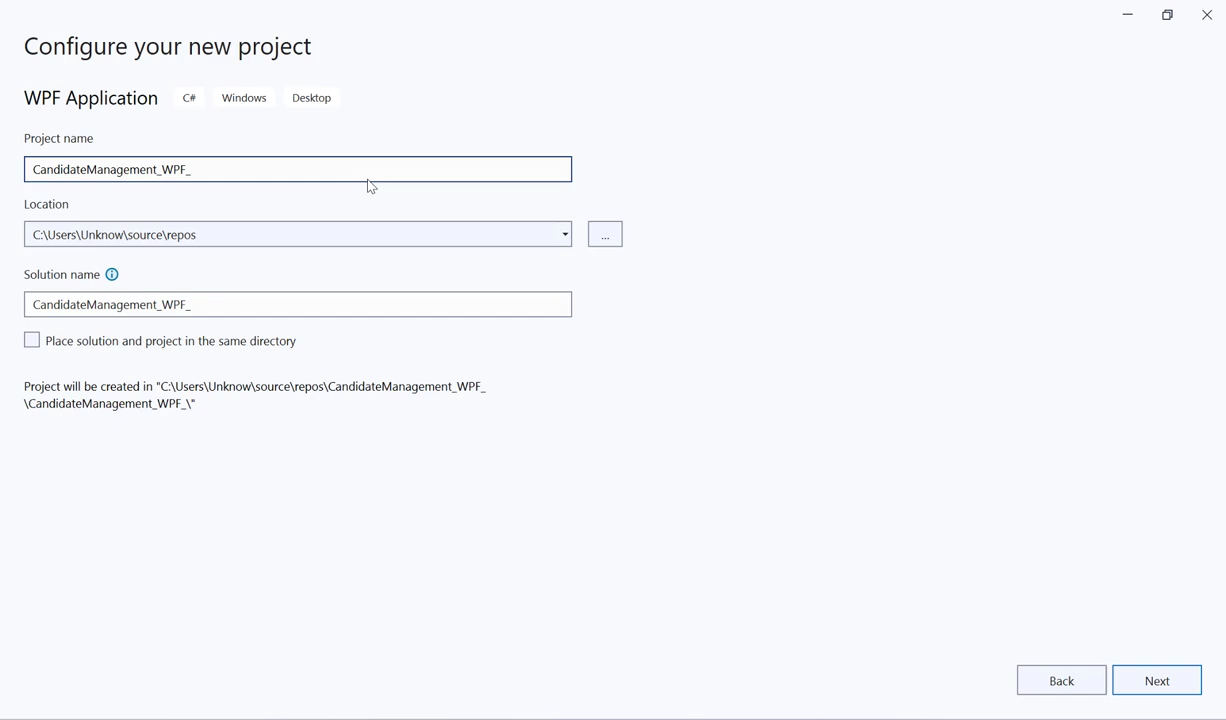 Configure your new project
WPF Application C# Windows Desktop
Project name
CandidateManagement_WPF_
Location
C:\Users\Unknow\source\repos
...
Solution name
CandidateManagement_WPF_
Place solution and project in the same directory
Project will be created in "C:\Users\Unknow\source\repos\CandidateManagement_WPF_
\CandidateManagement_WPF_\"
Back Next